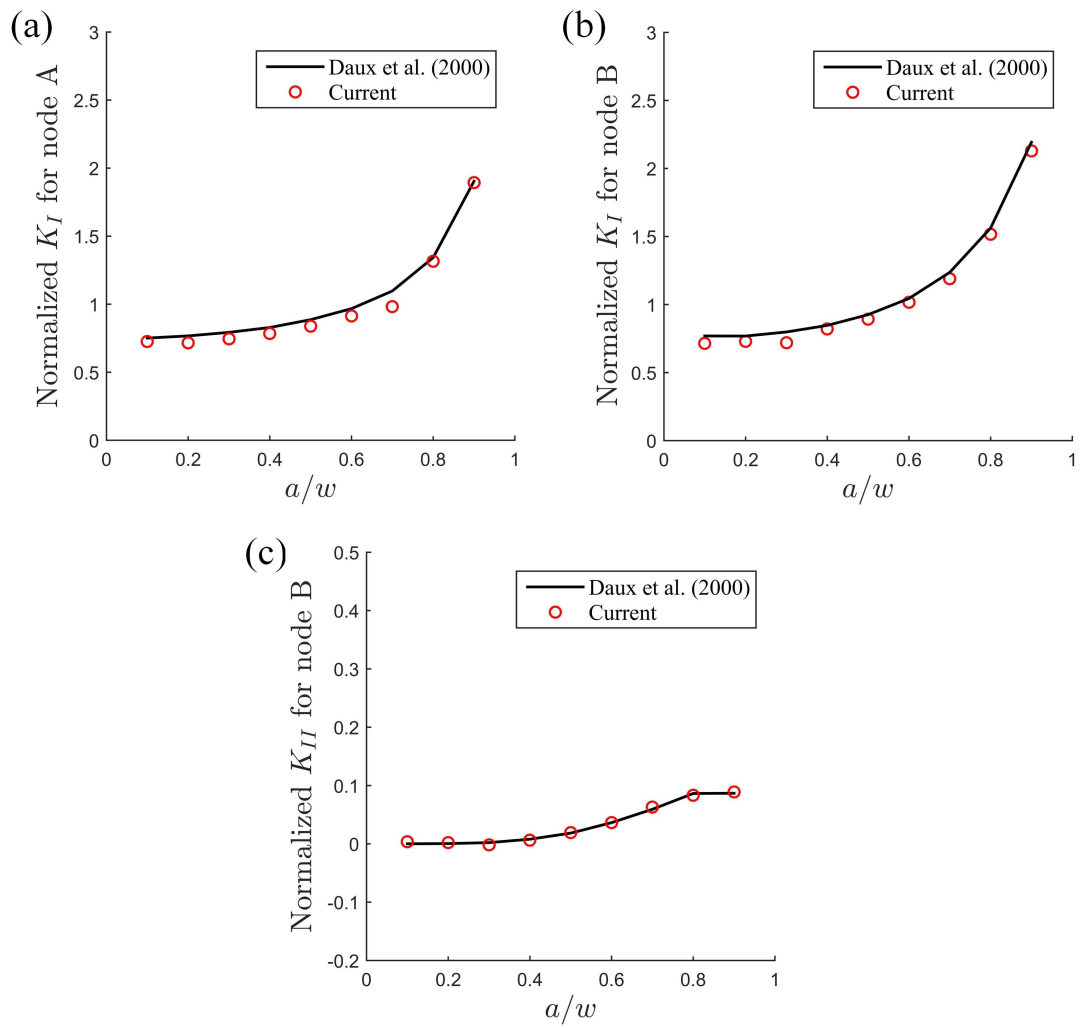 (a)
Normalized K_I for node A
3
2.5
2
1.5
1
0.5
0
0 0.2 0.4 0.6 0.8 1
a/w
Daux et al. (2000)
Current
(b)
Normalized K_I for node B
3
2.5
2
1.5
1
0.5
0
0 0.2 0.4 0.6 0.8 1
a/w
Daux et al. (2000)
Current
(c)
Normalized K_II for node B
0.5
0.4
0.3
0.2
0.1
0
-0.1
-0.2
0 0.2 0.4 0.6 0.8 1
a/w
Daux et al. (2000)
Current